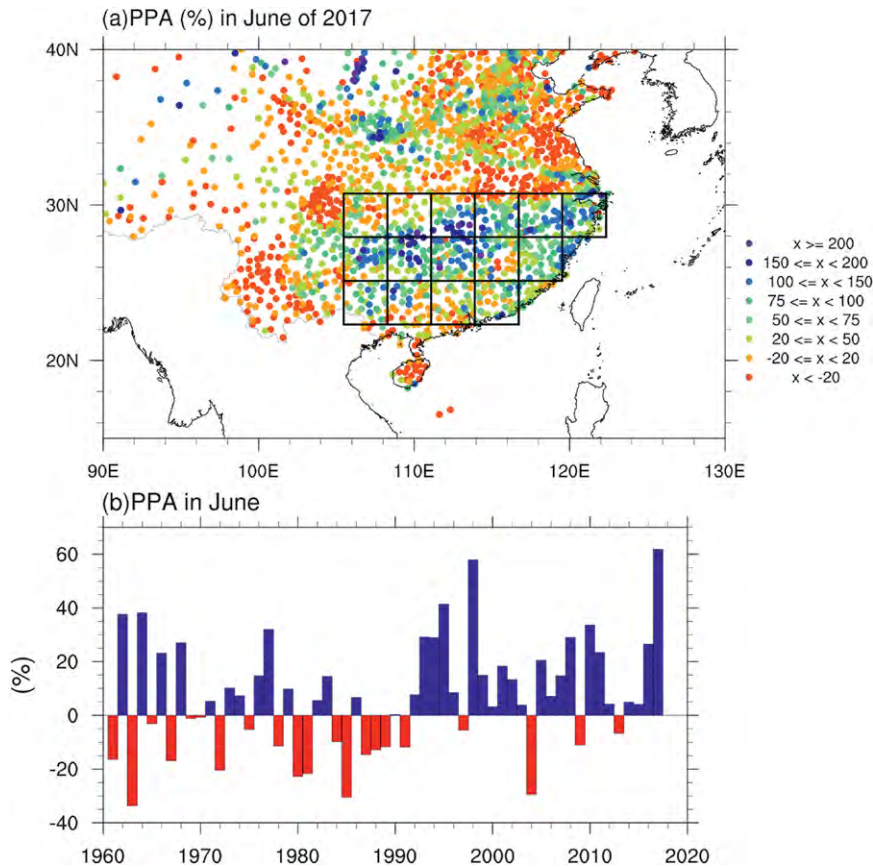 (a)PPA (%) in June of 2017
40N
30N
20N
90E 100E 110E 120E 130E
x >= 200
150 <= x < 200
100 <= x < 150
75 <= x < 100
50 <= x < 75
20 <= x < 50
-20 <= x < 20
x < -20
(b)PPA in June
(%)
60
40
20
0
-20
-40
1960 1970 1980 1990 2000 2010 2020